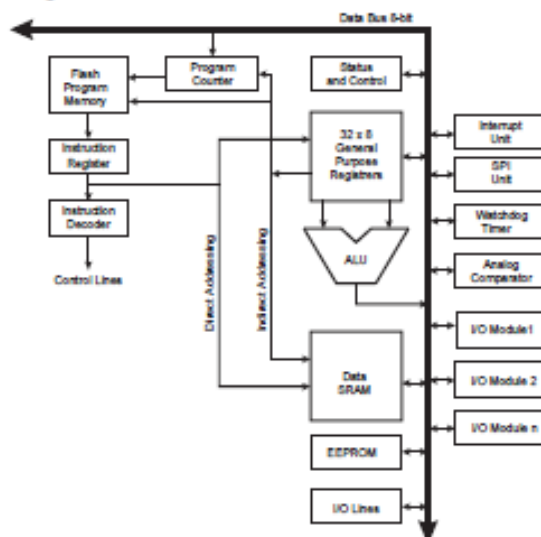 Data Bus 8-bit
Flash
Program
Memory
Program
Counter
Status
and Control
Instruction
Register
32 x 8
General
Purpose
Registrers
Interrupt
Unit
SPI
Unit
Instruction
Decoder
Watchdog
Timer
Direct Addressing
Indirect Addressing
ALU
Control Lines
Analog
Comparator
I/O Module1
Data
SRAM
I/O Module 2
I/O Module n
EEPROM
I/O Lines